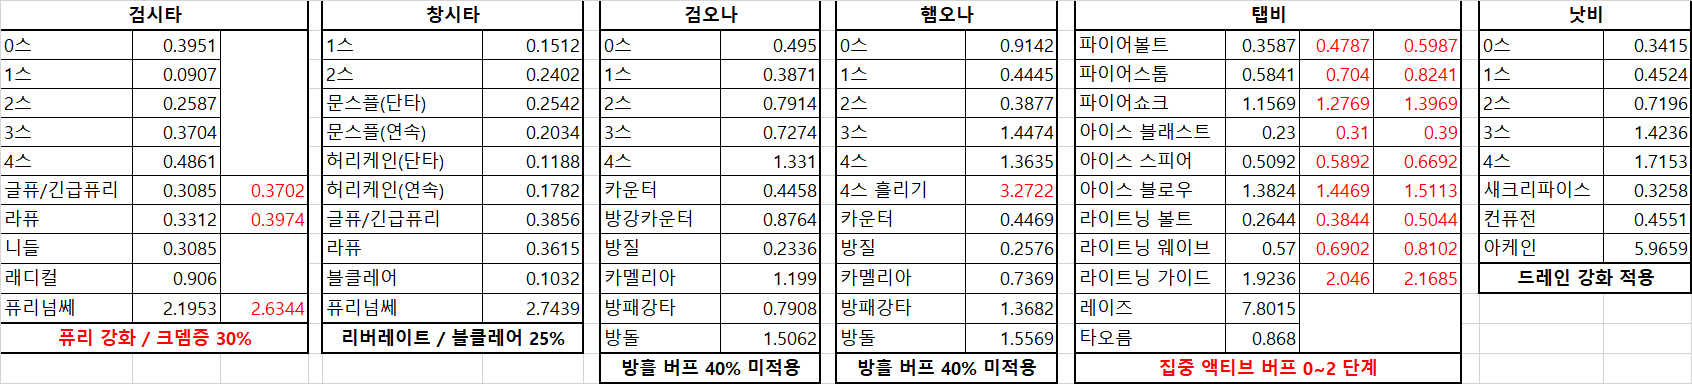 검시타 창시타 검오나 햄오나 탭비 낫비
0스 0.3951 1스 0.1512 0스 0.495 0스 0.9142 파이어볼트 0.3587 0.4787 0.5987 0스 0.3415
1스 0.0907 2스 0.2402 1스 0.3871 1스 0.4445 파이어스톰 0.5841 0.704 0.8241 1스 0.4524
2스 0.2587 문스플(단타) 0.2542 2스 0.7914 2스 0.3877 파이어쇼크 1.1569 1.2769 1.3969 2스 0.7196
3스 0.3704 문스플(연속) 0.2034 3스 0.7274 3스 1.4474 아이스 블래스트 0.23 0.31 0.39 3스 1.4236
4스 0.4861 허리케인(단타) 0.1188 4스 1.331 4스 1.3635 아이스 스피어 0.5092 0.5892 0.6692 4스 1.7153
글퓨/긴급퓨리 0.3085 0.3702 허리케인(연속) 0.1782 카운터 0.4458 4스 흘리기 3.2722 아이스 블로우 1.3824 1.4469 1.5113 새크리파이스 0.3258
라퓨 0.3312 0.3974 글퓨/긴급퓨리 0.3856 방강카운터 0.8764 카운터 0.4469 라이트닝 볼트 0.2644 0.3844 0.5044 컨퓨전 0.4551
니들 0.3085 라퓨 0.3615 방질 0.2336 방질 0.2576 라이트닝 웨이브 0.57 0.6902 0.8102 아케인 5.9659
래디컬 0.906 블클레어 0.1032 카멜리아 1.199 카멜리아 0.7369 라이트닝 가이드 1.9236 2.046 2.1685 드레인 강화 적용
퓨리넘쎄 2.1953 2.6344 퓨리넘쎄 2.7439 방패강타 0.7908 방패강타 1.3682 레이즈 7.8015
퓨리 강화 / 크뎀증 30% 리버레이트 / 블클레어 25% 방돌 1.5062 방돌 1.5569 타오름 0.868
방흘 버프 40% 미적용 방흘 버프 40% 미적용 집중 액티브 버프 0~2 단계